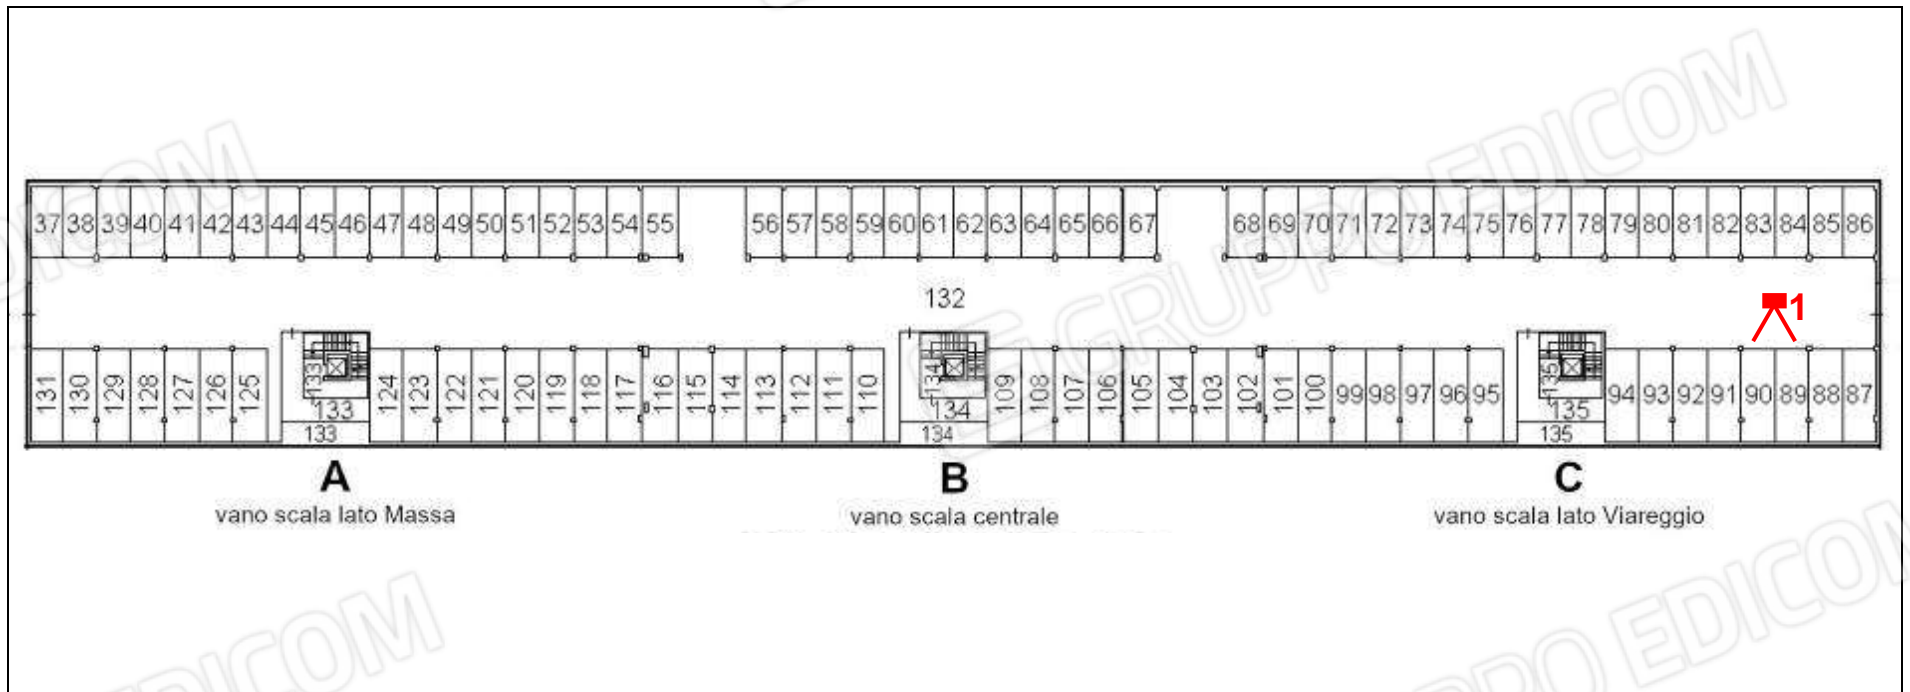 GRUPPO EDICOM
EDICOM
EDICOM
37 38 39 40 41 42 43 44 45 46 47 48 49 50 51 52 53 54 55 56 57 58 59 60 61 62 63 64 65 66 67 68 69 70 71 72 73 74 75 76 77 78 79 80 81 82 83 84 85 86
132
1
131 130 129 128 127 126 125 133 124 123 122 121 120 119 118 117 116 115 114 113 112 111 110 134 109 108 107 106 105 104 103 102 101 100 99 98 97 96 95 135 94 93 92 91 90 89 88 87
133 134 135
133 134 135
A B C
vano scala lato Massa vano scala centrale vano scala lato Viareggio
EDICOM
GRUPPO EDICOM